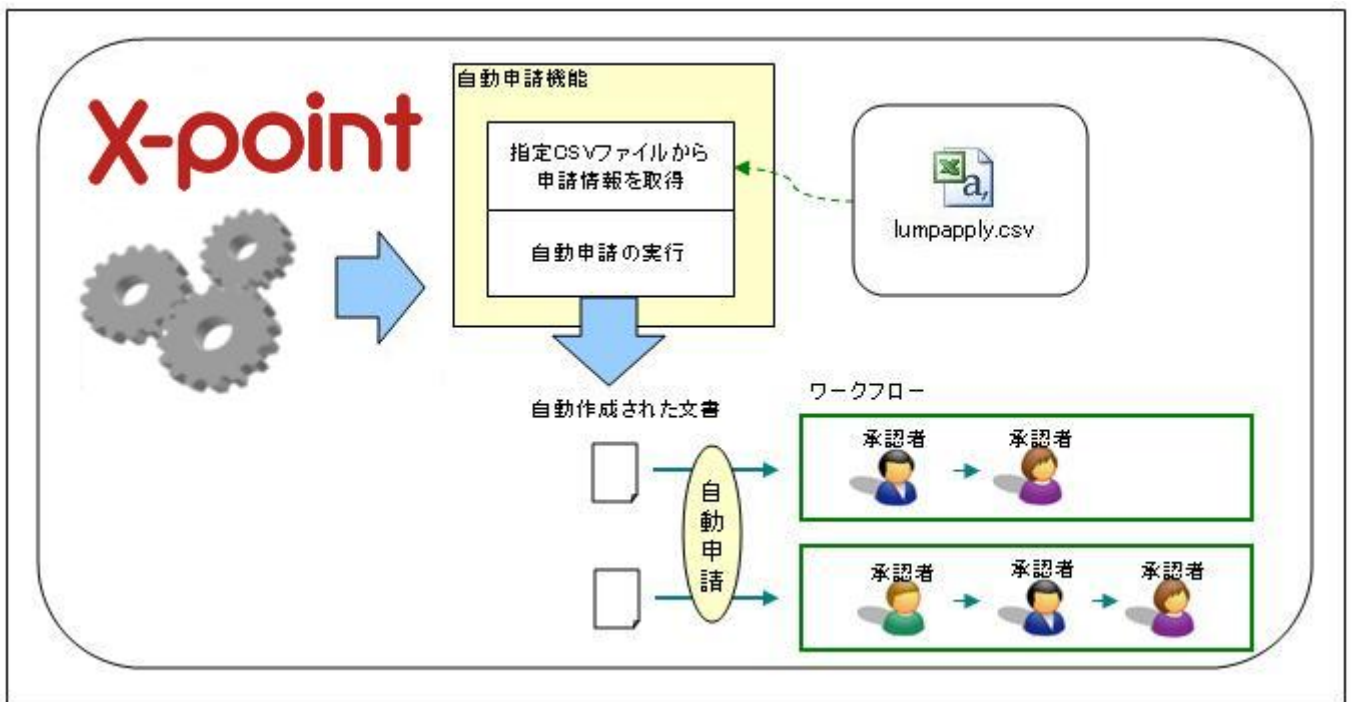 X-point
自動申請機能
指定CSVファイルから
申請情報を取得
自動申請の実行
lumpapply.csv
自動作成された文書
自動申請
ワークフロー
承認者
承認者
承認者
承認者
承認者